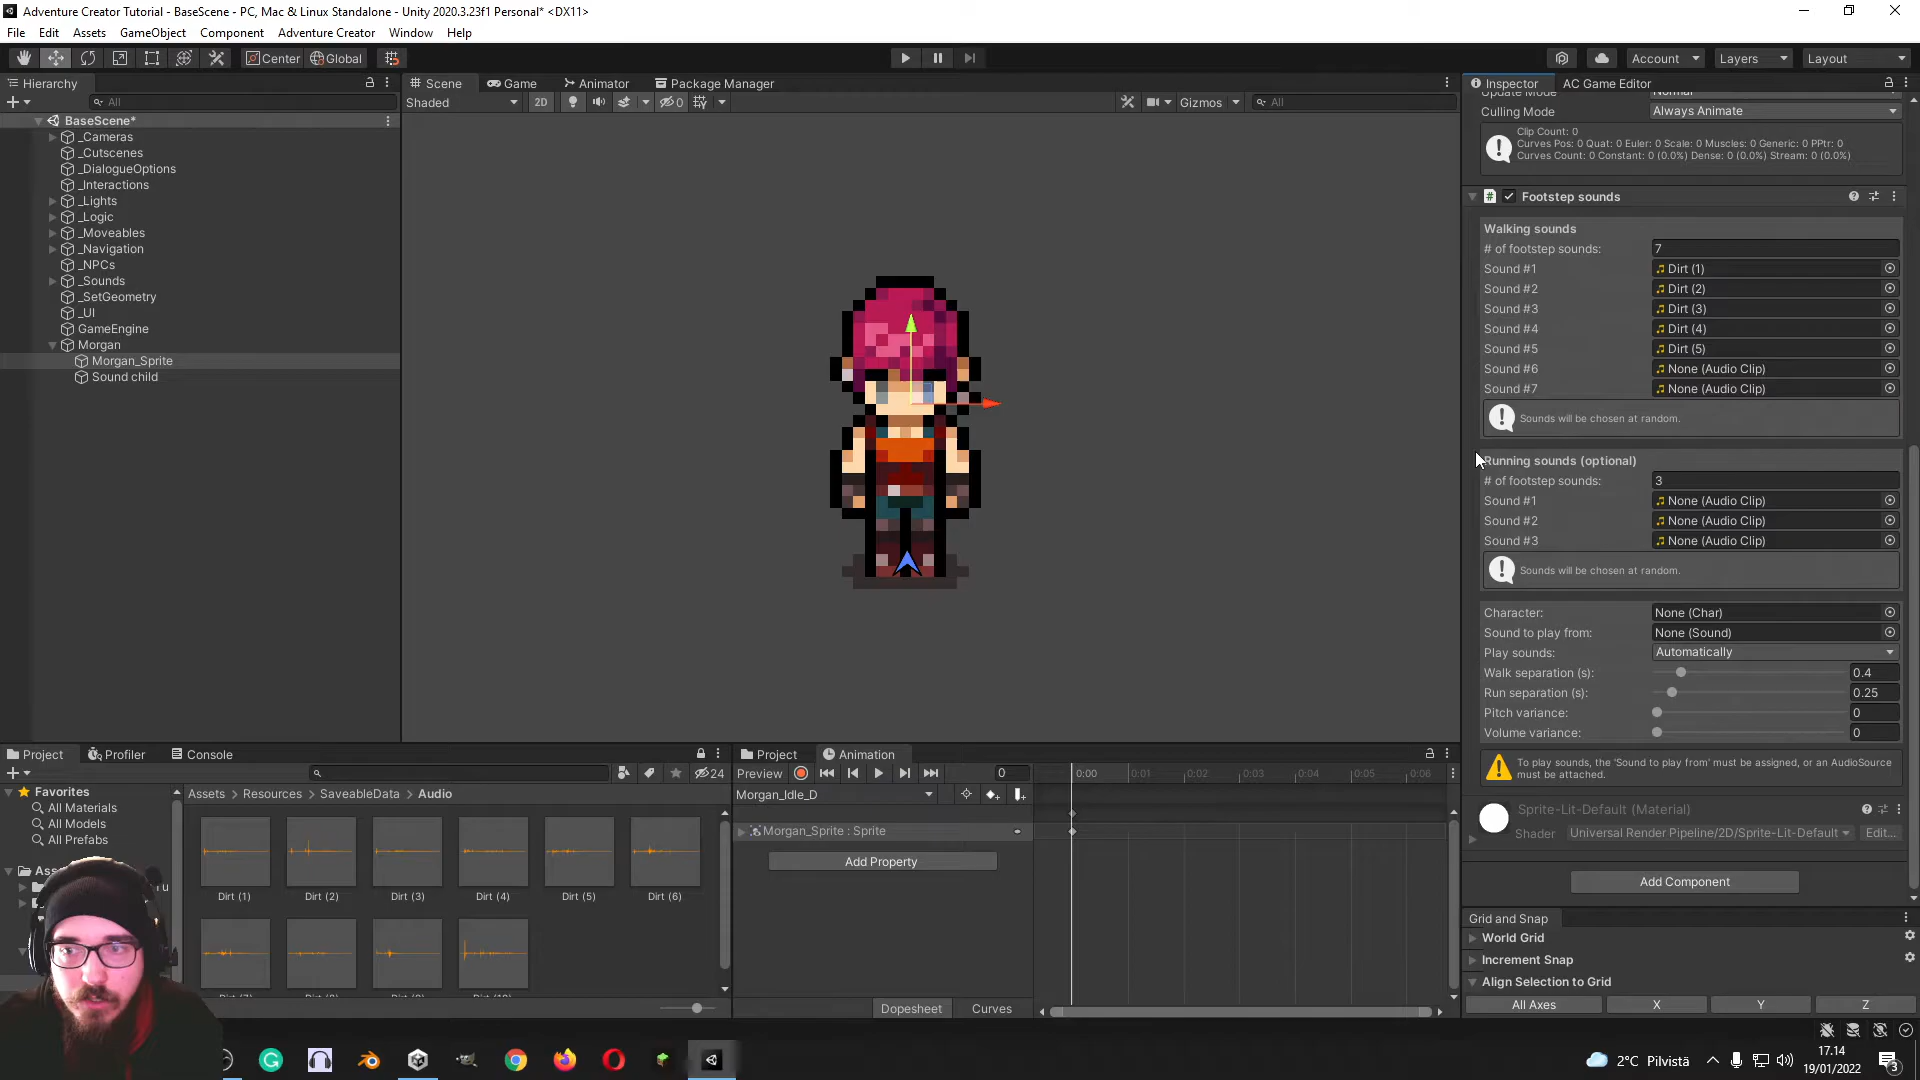 Adventure Creator Tutorial - BaseScene - PC, Mac & Linux Standalone - Unity 2020.3.23f1 Personal* <DX11>
File Edit Assets GameObject Component Adventure Creator Window Help
Center Global Account Layers Layout
Hierarchy Scene Game Animator Package Manager Inspector AC Game Editor
All
Shaded 2D 0 Gizmos All
BaseScene*
_Cameras
_Cutscenes
_DialogueOptions
_Interactions
_Lights
_Logic
_Moveables
_Navigation
_NPCs
_Sounds
_SetGeometry
_UI
GameEngine
Morgan
Morgan_Sprite
Sound child
Update Mode Normal
Culling Mode Always Animate
Clip Count: 0
Curves Pos: 0 Quat: 0 Euler: 0 Scale: 0 Muscles: 0 Generic: 0 PPtr: 0
Curves Count: 0 Constant: 0 (0.0%) Dense: 0 (0.0%) Stream: 0 (0.0%)
Footstep sounds
Walking sounds
# of footstep sounds: 7
Sound #1 Dirt (1)
Sound #2 Dirt (2)
Sound #3 Dirt (3)
Sound #4 Dirt (4)
Sound #5 Dirt (5)
Sound #6 None (Audio Clip)
Sound #7 None (Audio Clip)
Sounds will be chosen at random.
Running sounds (optional)
# of footstep sounds: 3
Sound #1 None (Audio Clip)
Sound #2 None (Audio Clip)
Sound #3 None (Audio Clip)
Sounds will be chosen at random.
Character: None (Char)
Sound to play from: None (Sound)
Play sounds: Automatically
Walk separation (s): 0.4
Run separation (s): 0.25
Pitch variance: 0
Volume variance: 0
To play sounds, the 'Sound to play from' must be assigned, or an AudioSource
must be attached.
Sprite-Lit-Default (Material)
Shader Universal Render Pipeline/2D/Sprite-Lit-Default Edit...
Add Component
Grid and Snap
World Grid
Increment Snap
Align Selection to Grid
All Axes X Y Z
Project Profiler Console
24
Favorites
All Materials
All Models
All Prefabs
Assets > Resources > SaveableData > Audio
Dirt (1) Dirt (2) Dirt (3) Dirt (4) Dirt (5) Dirt (6)
Project Animation
Preview 0 0:00 0:01 0:02 0:03 0:04 0:05 0:06
Morgan_Idle_D
Morgan_Sprite : Sprite
Add Property
Dopesheet Curves
2°C Pilvistä
17.14
19/01/2022
3